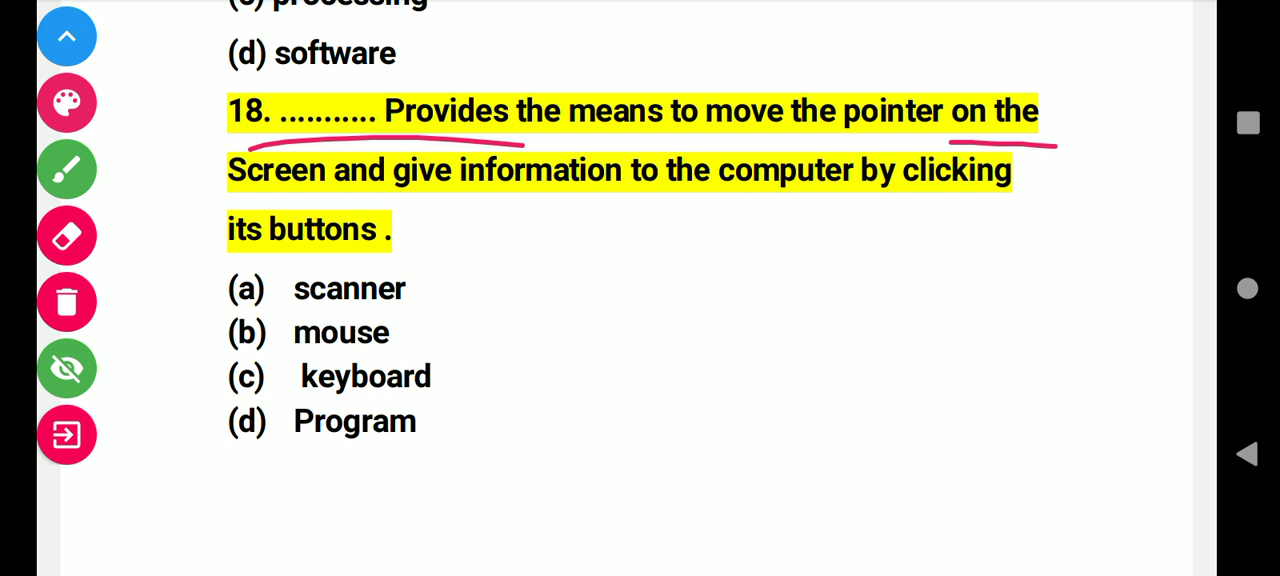 (c) processing
(d) software
18. ........... Provides the means to move the pointer on the
Screen and give information to the computer by clicking
its buttons .
(a) scanner
(b) mouse
(c) keyboard
(d) Program